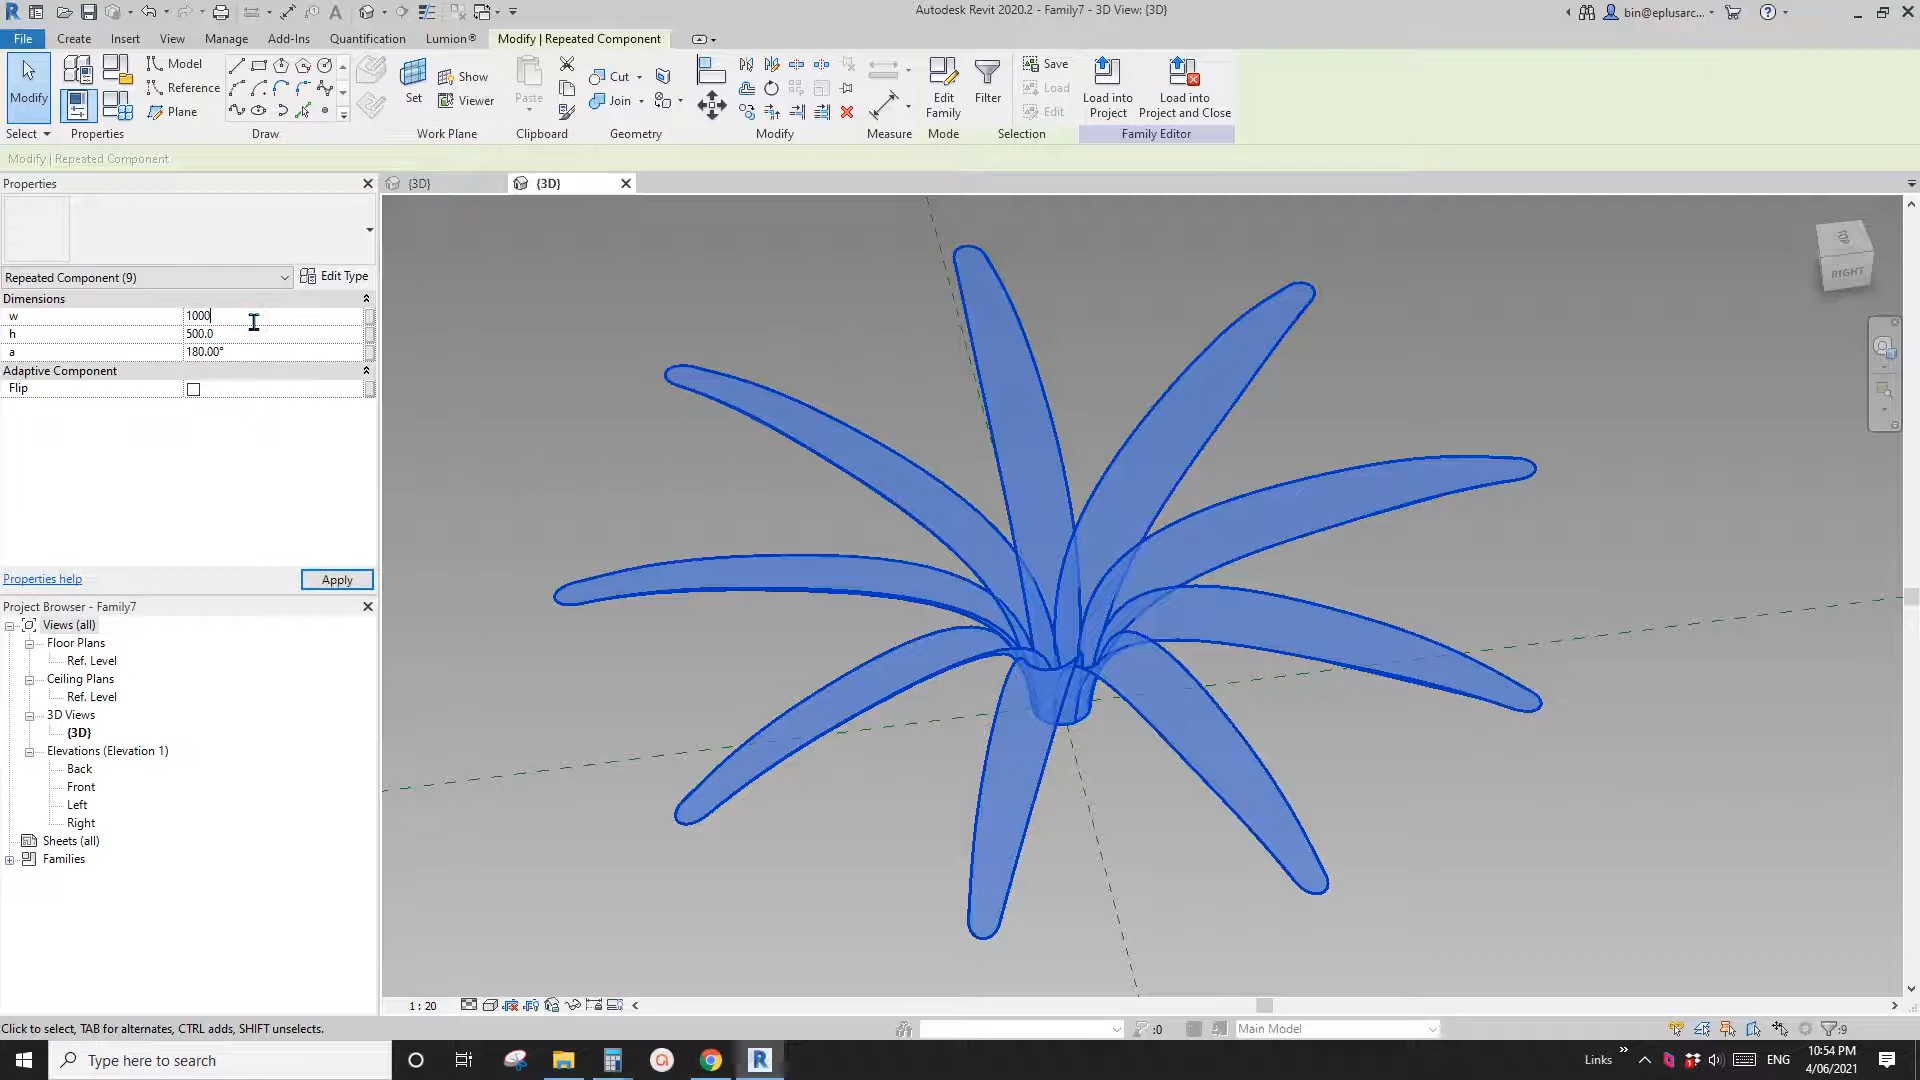 Autodesk Revit 2020.2 - Family7 - 3D View: {3D}
bin@eplusarc...
File Create Insert View Manage Add-Ins Quantification Lumion® Modify | Repeated Component
Modify
Model
Reference
Plane
Set
Show
Viewer
Paste
Cut
Join
Edit Family
Filter
Save
Load
Edit
Load into Project
Load into Project and Close
Select Properties Draw Work Plane Clipboard Geometry Modify Measure Mode Selection Family Editor
Modify | Repeated Component
Properties
{3D}
{3D}
Repeated Component (9)
Edit Type
Dimensions
w 1000
h 500.0
a 180.00°
Adaptive Component
Flip
Properties help
Apply
Project Browser - Family7
Views (all)
Floor Plans
Ref. Level
Ceiling Plans
Ref. Level
3D Views
{3D}
Elevations (Elevation 1)
Back
Front
Left
Right
Sheets (all)
Families
TOP
RIGHT
1 : 20
Click to select, TAB for alternates, CTRL adds, SHIFT unselects.
:0
Main Model
:9
Type here to search
Links
ENG
10:54 PM
4/06/2021